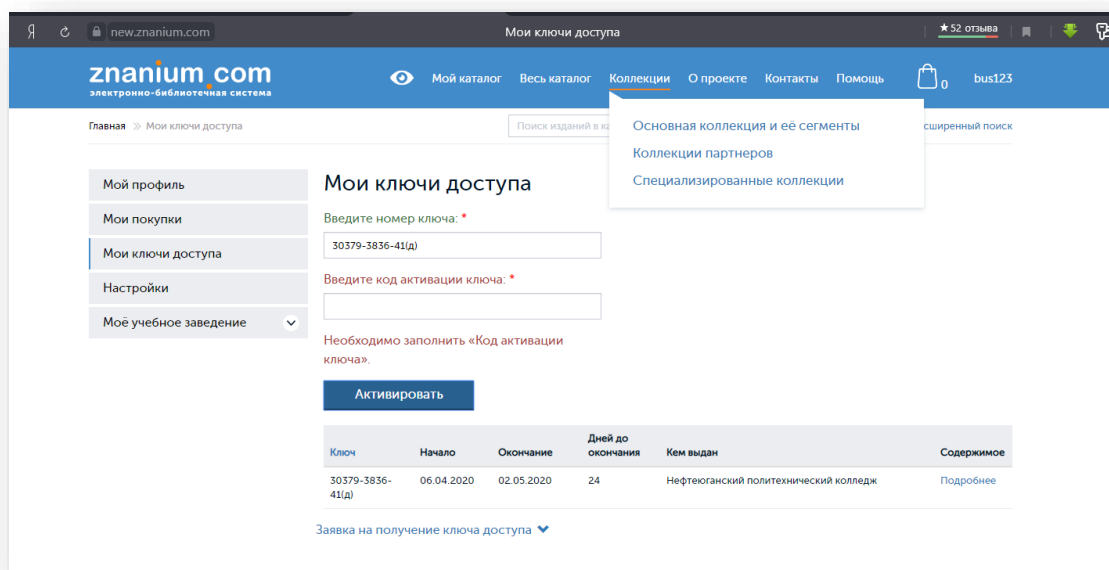 Я new.znanium.com Мои ключи доступа ★ 52 отзыва
znanium.com
электронно-библиотечная система
Мой каталог Весь каталог Коллекции О проекте Контакты Помощь 0 bus123
Главная » Мои ключи доступа
Поиск изданий в ка
сширенный поиск
Основная коллекция и её сегменты
Коллекции партнеров
Специализированные коллекции
Мой профиль
Мои покупки
Мои ключи доступа
Настройки
Моё учебное заведение
Мои ключи доступа
Введите номер ключа: *
30379-3836-41(д)
Введите код активации ключа: *
Необходимо заполнить «Код активации
ключа».
Активировать
Ключ Начало Окончание Дней до окончания Кем выдан Содержимое
30379-3836- 06.04.2020 02.05.2020 24 Нефтеюганский политехнический колледж Подробнее
41(д)
Заявка на получение ключа доступа